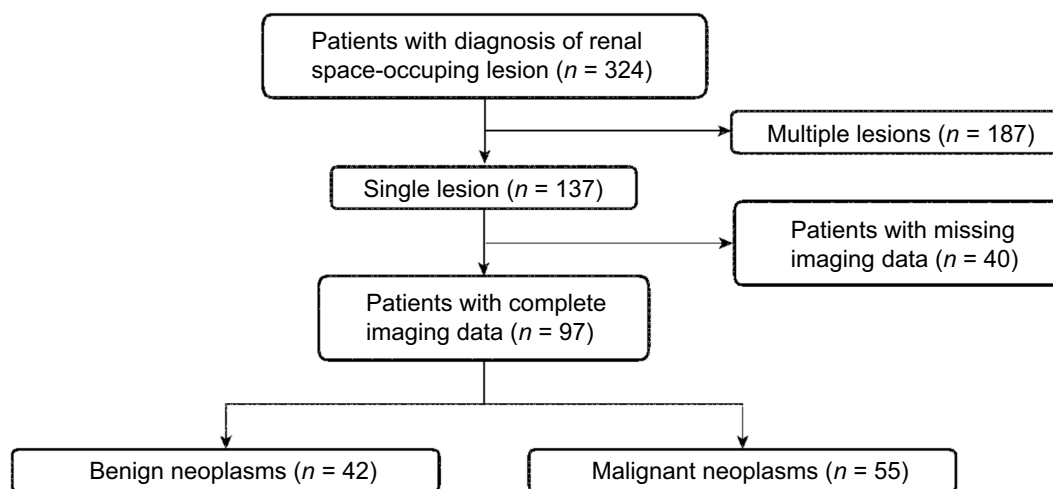 Patients with diagnosis of renal
space-occuping lesion (n = 324)
Multiple lesions (n = 187)
Single lesion (n = 137)
Patients with missing
imaging data (n = 40)
Patients with complete
imaging data (n = 97)
Benign neoplasms (n = 42)
Malignant neoplasms (n = 55)